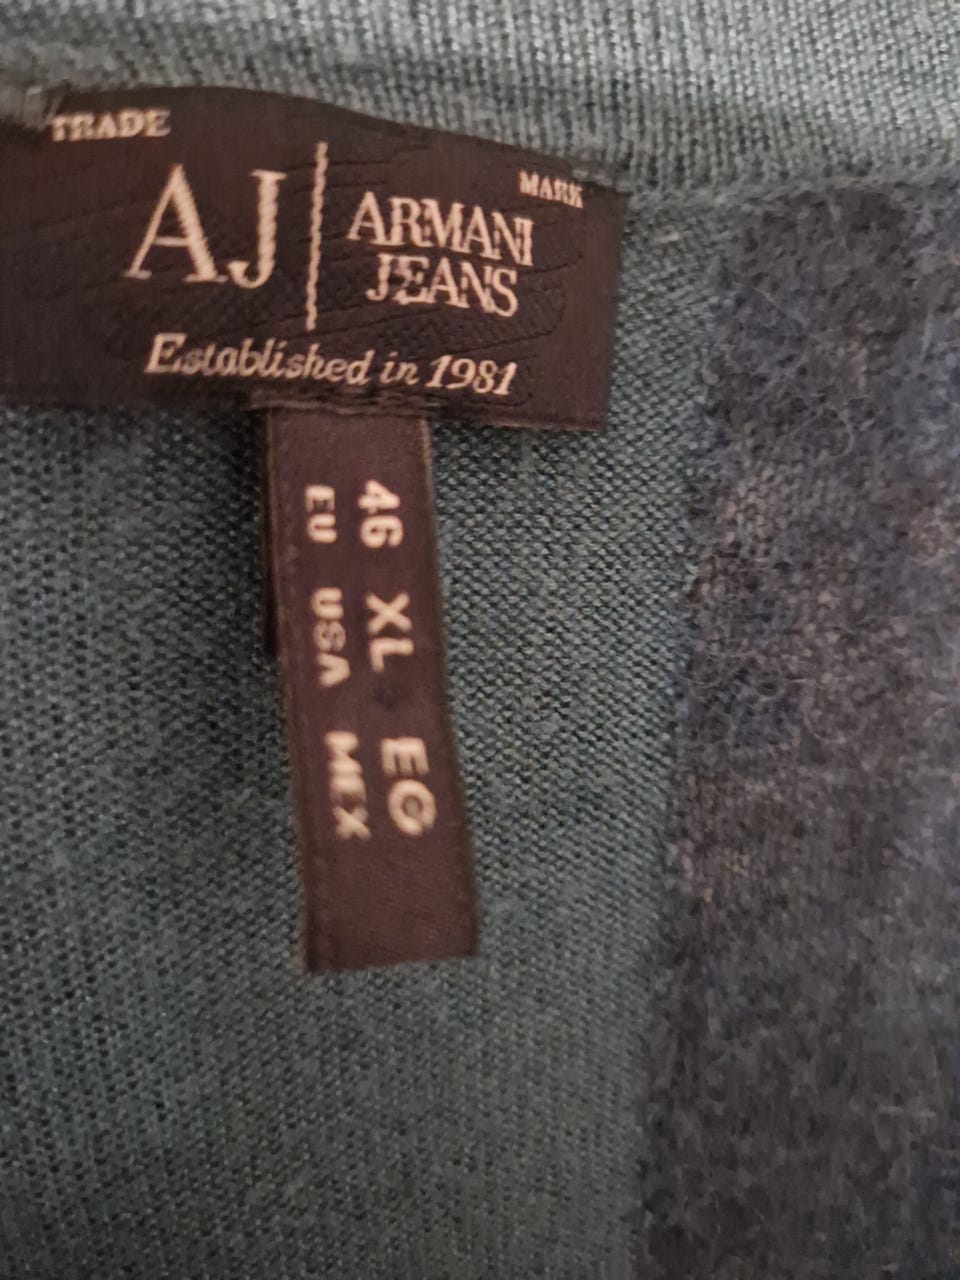 TRADE
MARK
AJ
ARMANI
JEANS
Established in 1981
46 XL EG
EU USA MEX